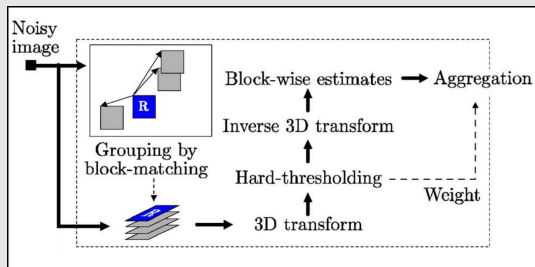 Noisy
image
R
Grouping by
block-matching
Block-wise estimates
Aggregation
Inverse 3D transform
Hard-thresholding
Weight
3D transform